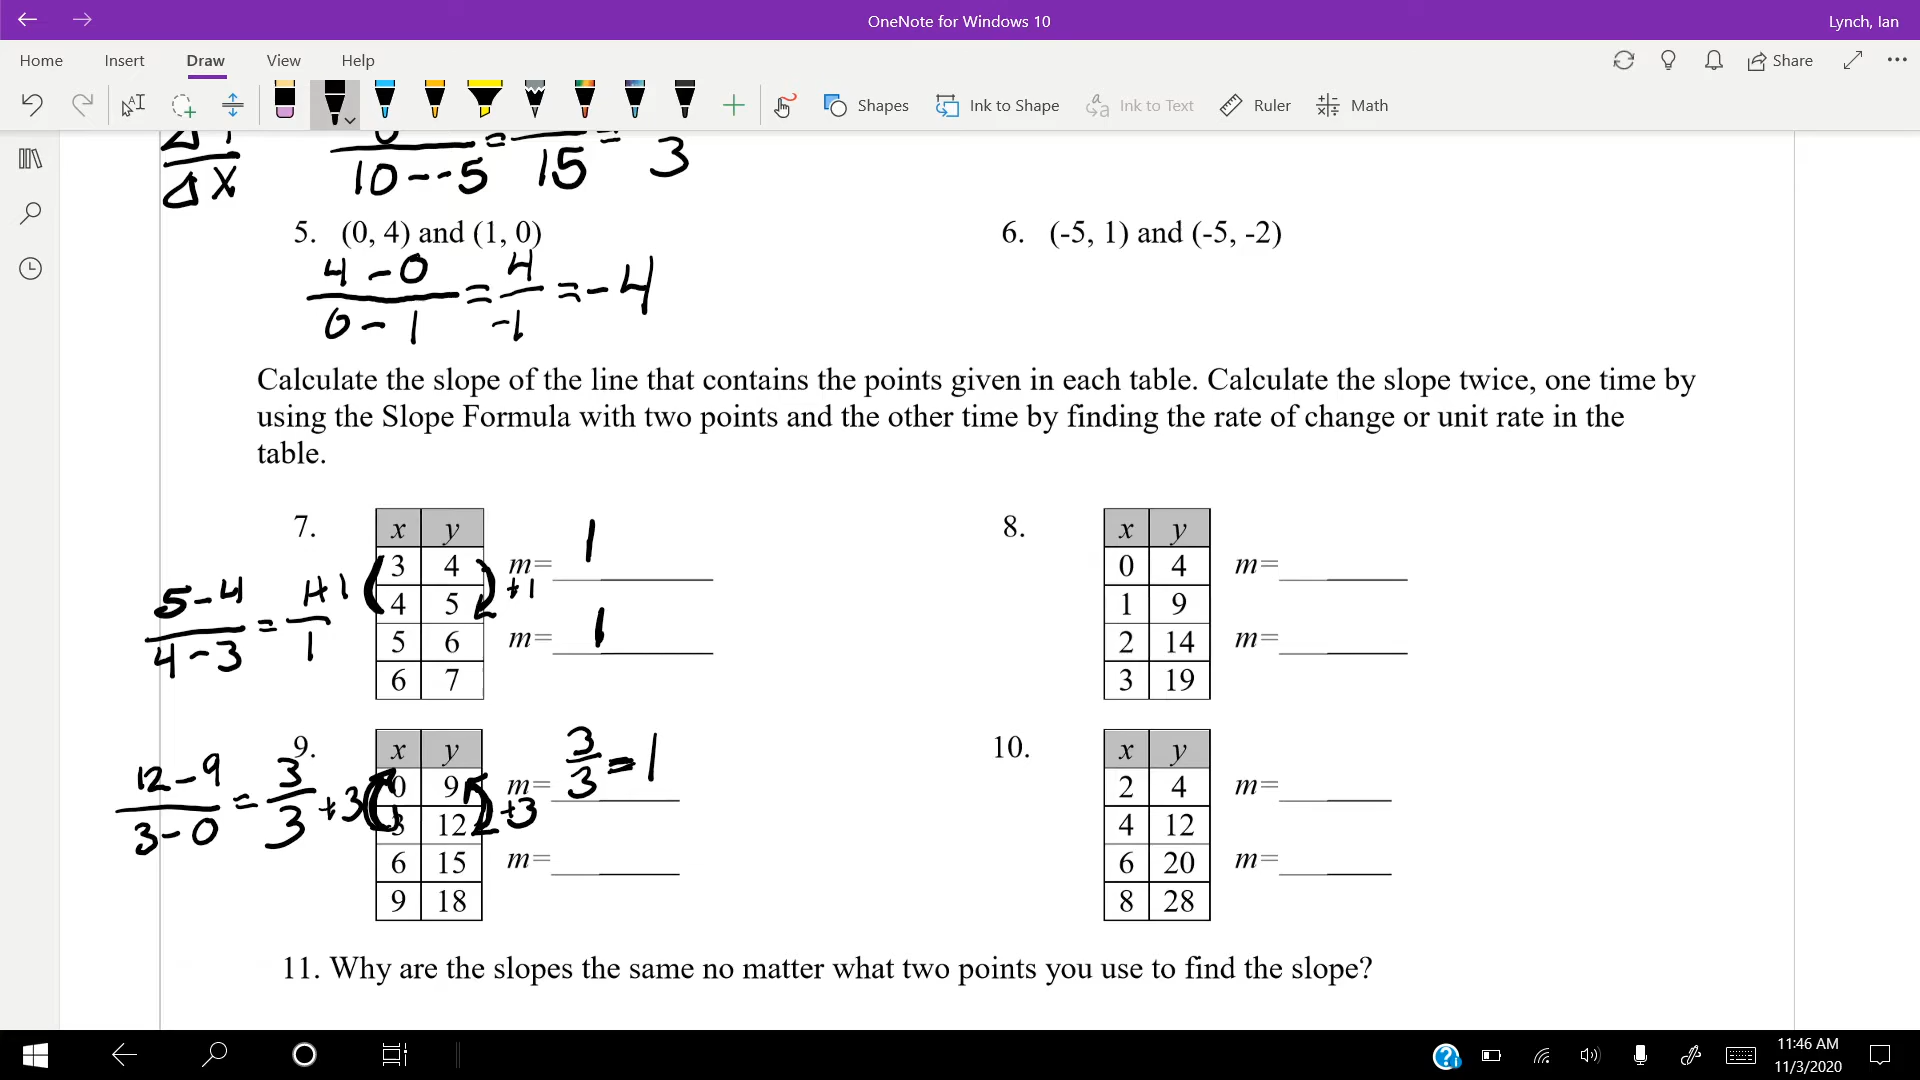 OneNote for Windows 10
Lynch, Ian
Home Insert Draw View Help
Share
Shapes Ink to Shape Ink to Text Ruler Math
ΔX 10--5 = 15 = 3
5. (0, 4) and (1, 0)
6. (-5, 1) and (-5, -2)
4-0 = 4 = -4
0-1 -1
Calculate the slope of the line that contains the points given in each table. Calculate the slope twice, one time by
using the Slope Formula with two points and the other time by finding the rate of change or unit rate in the
table.
7.
x y
3 4
4 5
5 6
6 7
m= 1
+1
m= 1
5-4 = 1 +1
4-3 1
8.
x y
0 4
1 9
2 14
3 19
m=
m=
9.
x y
0 9
3 12
6 15
9 18
m= 3/3 = 1
+3
m=
12-9 = 3 +3
3-0 3
10.
x y
2 4
4 12
6 20
8 28
m=
m=
11. Why are the slopes the same no matter what two points you use to find the slope?
11:46 AM
11/3/2020